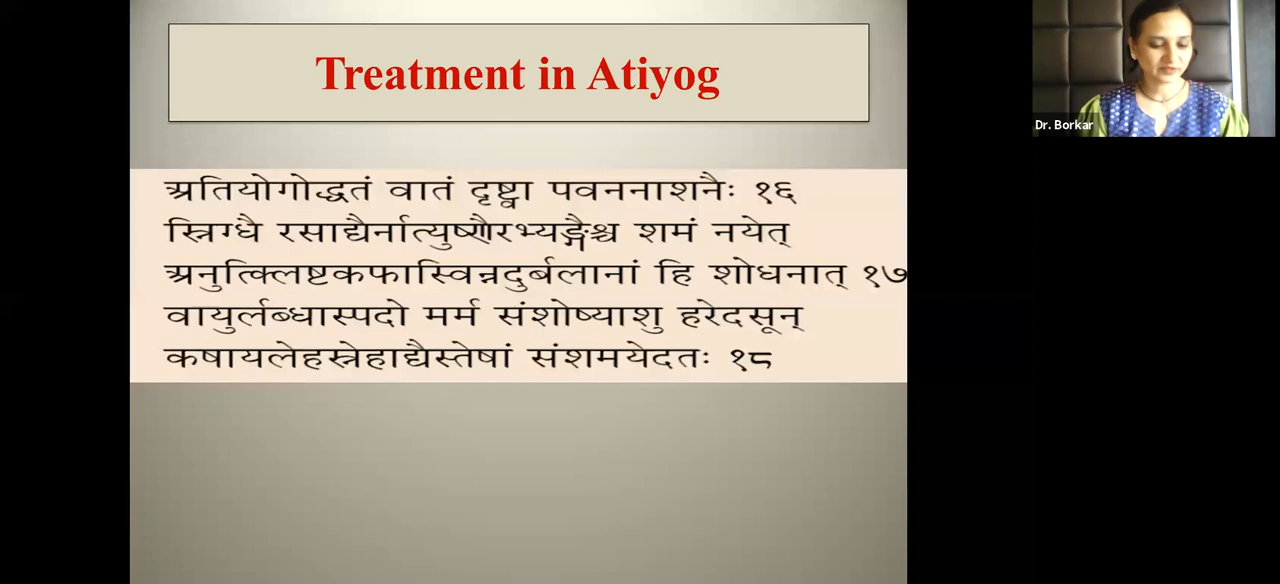 Treatment in Atiyog
Dr. Borkar
अतियोगोद्धतं वातं दृष्ट्वा पवननाशनैः १६
स्निग्धै रसाद्यैर्नात्युष्णैरभ्यङ्गैश्च शमं नयेत्
अनुत्क्लिष्टकफास्विन्नदुर्बलानां हि शोधनात् १७
वायुर्लब्धास्पदो मर्म संशोष्याशु हरेदसून्
कषायलेहस्नेहाद्यैस्तेषां संशमयेदतः १८